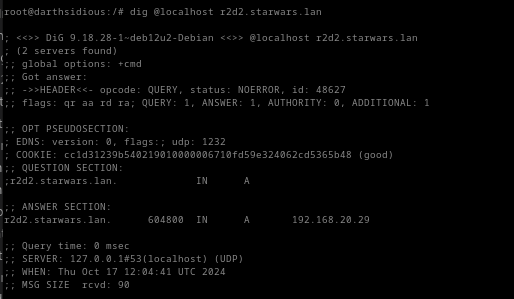 root@darthsidious:/# dig @localhost r2d2.starwars.lan
; <<>> DiG 9.18.28-1~deb12u2-Debian <<>> @localhost r2d2.starwars.lan
; (2 servers found)
;; global options: +cmd
;; Got answer:
;; ->>HEADER<<- opcode: QUERY, status: NOERROR, id: 48627
;; flags: qr aa rd ra; QUERY: 1, ANSWER: 1, AUTHORITY: 0, ADDITIONAL: 1
;; OPT PSEUDOSECTION:
; EDNS: version: 0, flags:; udp: 1232
; COOKIE: cc1d31239b540219010000006710fd59e324062cd5365b48 (good)
;; QUESTION SECTION:
;r2d2.starwars.lan. IN A
;; ANSWER SECTION:
r2d2.starwars.lan. 604800 IN A 192.168.20.29
;; Query time: 0 msec
;; SERVER: 127.0.0.1#53(localhost) (UDP)
;; WHEN: Thu Oct 17 12:04:41 UTC 2024
;; MSG SIZE rcvd: 90